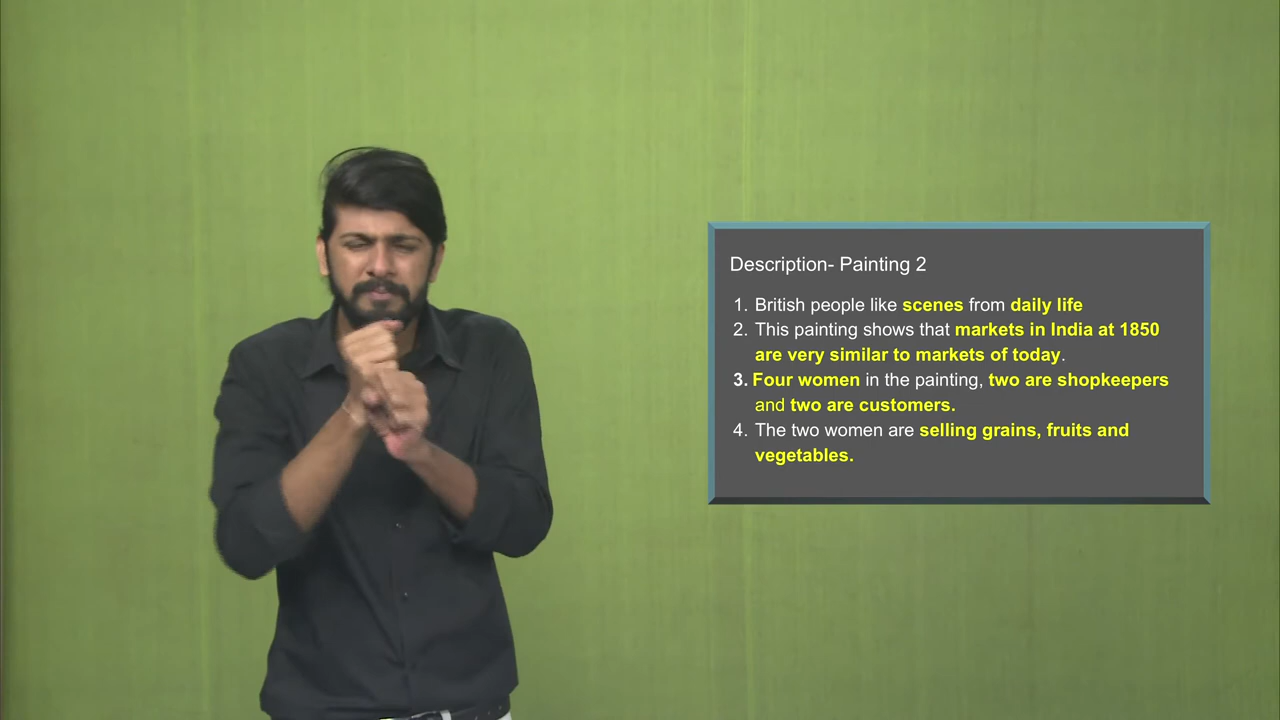 Description- Painting 2
1. British people like scenes from daily life
2. This painting shows that markets in India at 1850
are very similar to markets of today.
3. Four women in the painting, two are shopkeepers
and two are customers.
4. The two women are selling grains, fruits and
vegetables.